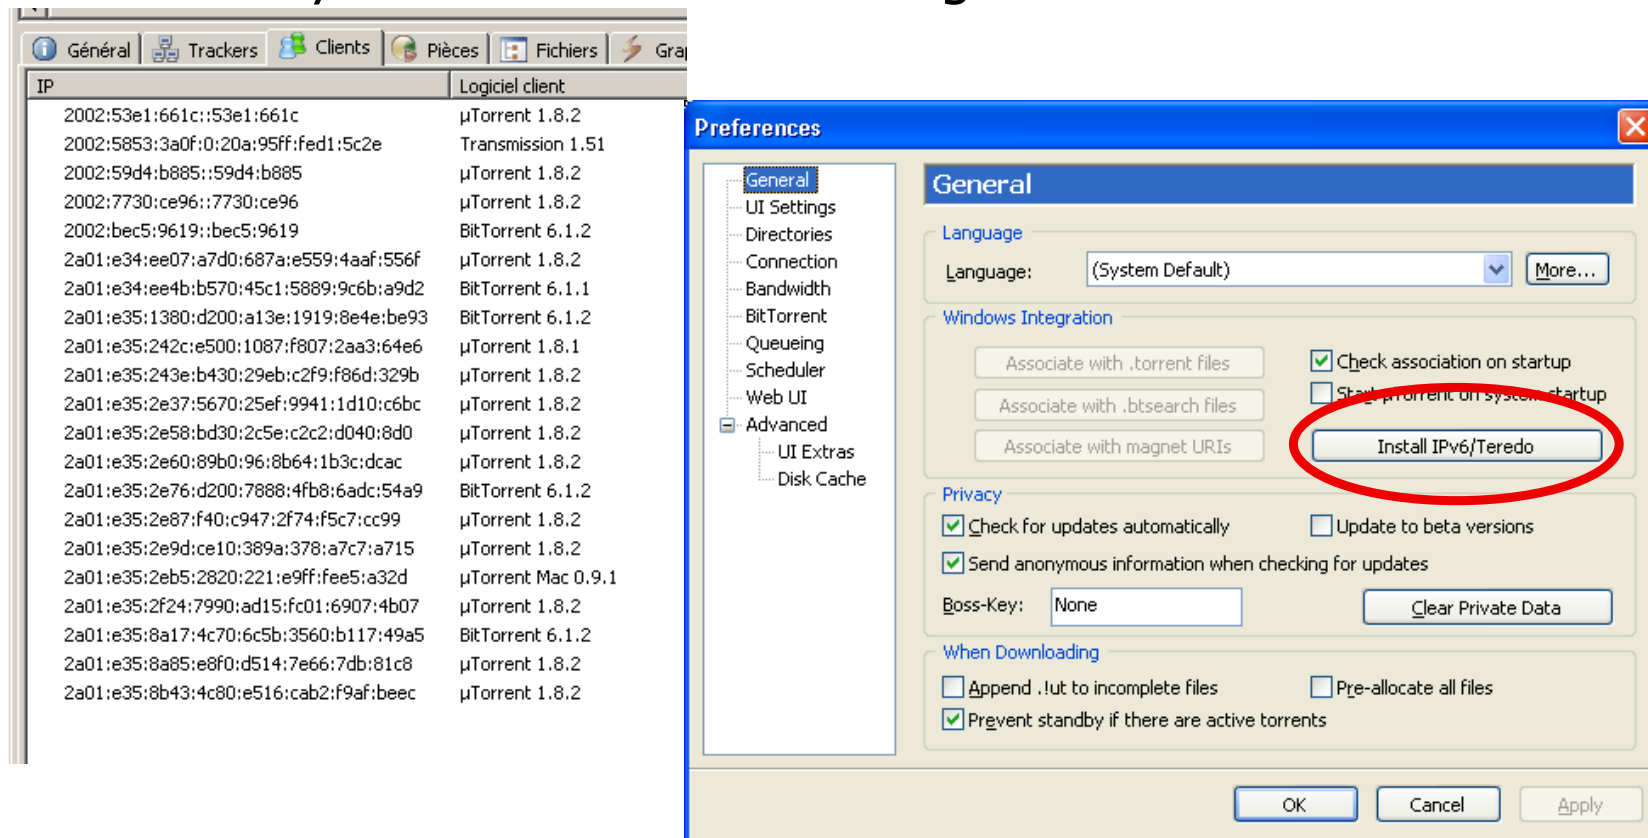 Général Trackers Clients Pièces Fichiers
IP Logiciel client
2002:53e1:661c::53e1:661c µTorrent 1.8.2
2002:5853:3a0f:0:20a:95ff:fed1:5c2e Transmission 1.51
2002:59d4:b885::59d4:b885 µTorrent 1.8.2
2002:7730:ce96::7730:ce96 µTorrent 1.8.2
2002:bec5:9619::bec5:9619 BitTorrent 6.1.2
2a01:e34:ee07:a7d0:687a:e559:4aaf:556f µTorrent 1.8.2
2a01:e34:ee4b:b570:45c1:5889:9c6b:a9d2 BitTorrent 6.1.1
2a01:e35:1380:d200:a13e:1919:8e4e:be93 BitTorrent 6.1.2
2a01:e35:242c:e500:1087:f807:2aa3:64e6 µTorrent 1.8.1
2a01:e35:243e:b430:29eb:c2f9:f86d:329b µTorrent 1.8.2
2a01:e35:2e37:5670:25ef:9941:1d10:c6bc µTorrent 1.8.2
2a01:e35:2e58:bd30:2c5e:c2c2:d040:8d0 µTorrent 1.8.2
2a01:e35:2e60:89b0:96:8b64:1b3c:dcac µTorrent 1.8.2
2a01:e35:2e76:d200:7888:4fb8:6adc:54a9 BitTorrent 6.1.2
2a01:e35:2e87:f40:c947:2f74:f5c7:cc99 µTorrent 1.8.2
2a01:e35:2e9d:ce10:389a:378:a7c7:a715 µTorrent 1.8.2
2a01:e35:2eb5:2820:221:e9ff:fee5:a32d µTorrent Mac 0.9.1
2a01:e35:2f24:7990:ad15:fc01:6907:4b07 µTorrent 1.8.2
2a01:e35:8a17:4c70:6c5b:3560:b117:49a5 BitTorrent 6.1.2
2a01:e35:8a85:e8f0:d514:7e66:7db:81c8 µTorrent 1.8.2
2a01:e35:8b43:4c80:e516:cab2:f9af:beec µTorrent 1.8.2
Preferences
General
UI Settings
Directories
Connection
Bandwidth
BitTorrent
Queueing
Scheduler
Web UI
Advanced
UI Extras
Disk Cache
General
Language
Language: (System Default) More...
Windows Integration
Associate with .torrent files Check association on startup
Start µTorrent on system startup
Associate with .btsearch files
Associate with magnet URIs Install IPv6/Teredo
Privacy
Check for updates automatically Update to beta versions
Send anonymous information when checking for updates
Boss-Key: None Clear Private Data
When Downloading
Append .!ut to incomplete files Pre-allocate all files
Prevent standby if there are active torrents
OK Cancel Apply